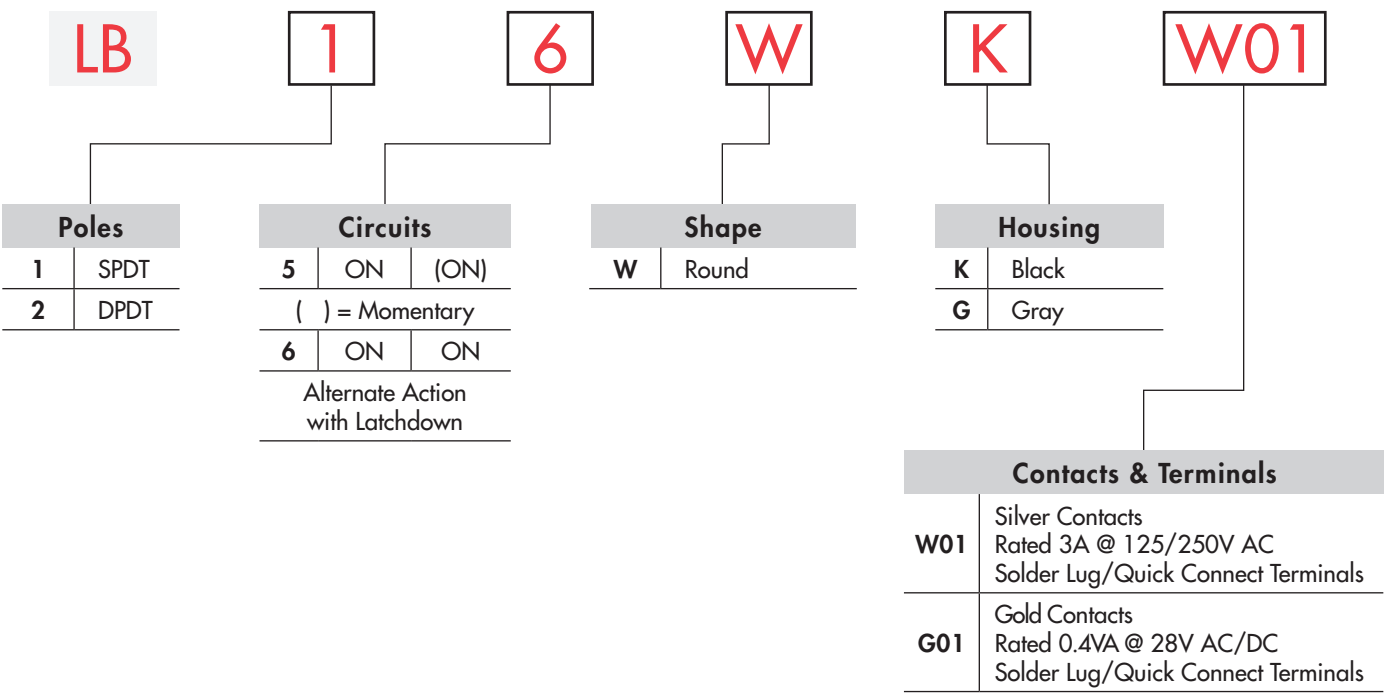 LB 1 6 W K W01
Poles
1 SPDT
2 DPDT
Circuits
5 ON (ON)
( ) = Momentary
6 ON ON
Alternate Action
with Latchdown
Shape
W Round
Housing
K Black
G Gray
Contacts & Terminals
W01
Silver Contacts
Rated 3A @ 125/250V AC
Solder Lug/Quick Connect Terminals
G01
Gold Contacts
Rated 0.4VA @ 28V AC/DC
Solder Lug/Quick Connect Terminals